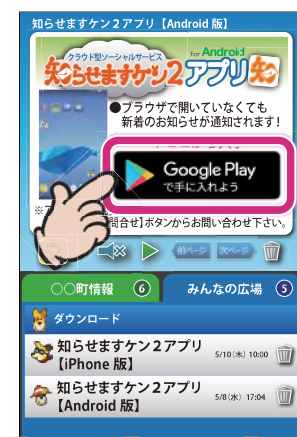 知らせますケン2アプリ【Android 版】
クラウド型ソーシャルサービス
for Android
知らせますケン2アプリ 知
●ブラウザで開いていなくても
新着のお知らせが通知されます!
Google Play
で手に入れよう
問合せ】ボタンからお問い合わせ下さい。
前ページ 次ページ
○○町情報 6 みんなの広場 5
ダウンロード
知らせますケン2アプリ
【iPhone 版】
5/10(木) 10:00
知らせますケン2アプリ
【Android 版】
5/8(水) 17:04